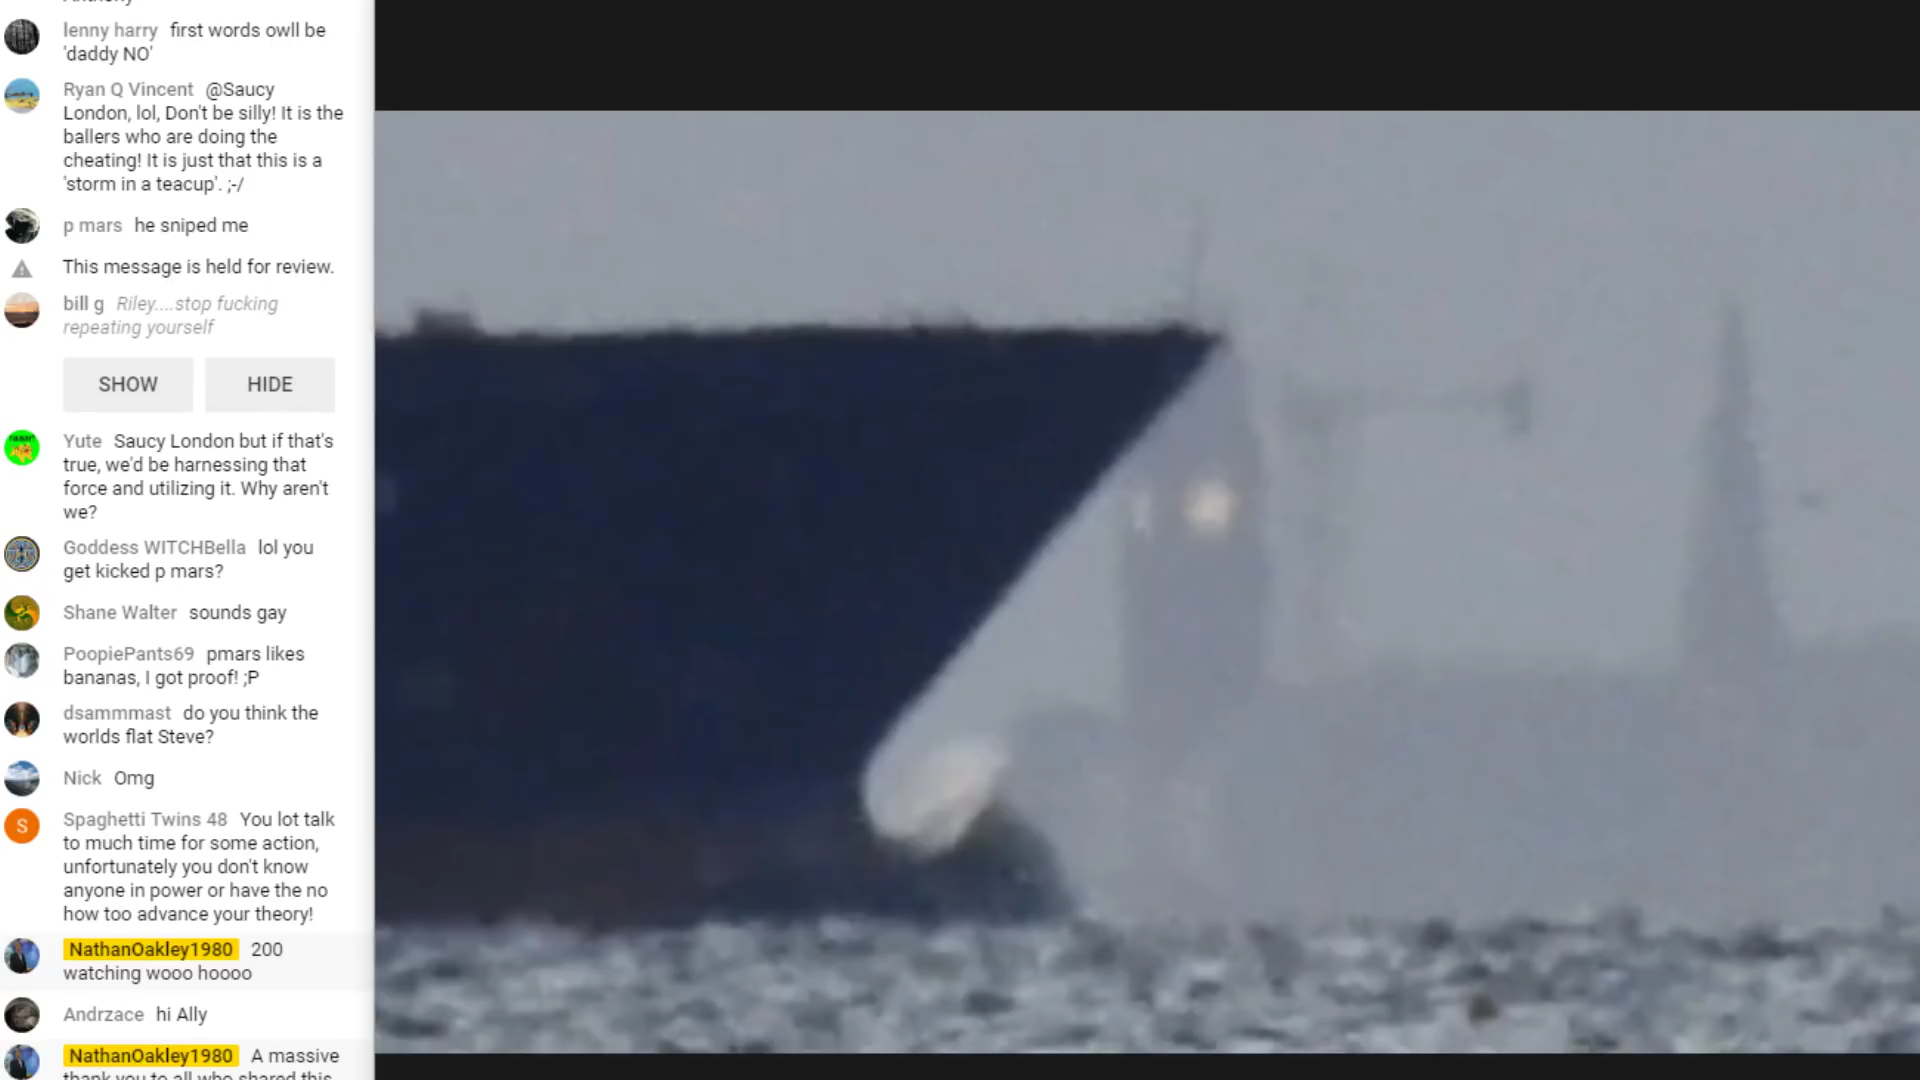 lenny harry first words owll be
'daddy NO'
Ryan Q Vincent @Saucy
London, lol, Don't be silly! It is the
ballers who are doing the
cheating! It is just that this is a
'storm in a teacup'. ;-/
p mars he sniped me
This message is held for review.
bill g Riley....stop fucking
repeating yourself
SHOW HIDE
Yute Saucy London but if that's
true, we'd be harnessing that
force and utilizing it. Why aren't
we?
Goddess WITCHBella lol you
get kicked p mars?
Shane Walter sounds gay
PoopiePants69 pmars likes
bananas, I got proof! ;P
dsammmast do you think the
worlds flat Steve?
Nick Omg
S Spaghetti Twins 48 You lot talk
to much time for some action,
unfortunately you don't know
anyone in power or have the no
how too advance your theory!
NathanOakley1980 200
watching wooo hoooo
Andrzace hi Ally
NathanOakley1980 A massive
thank you to all who shared this